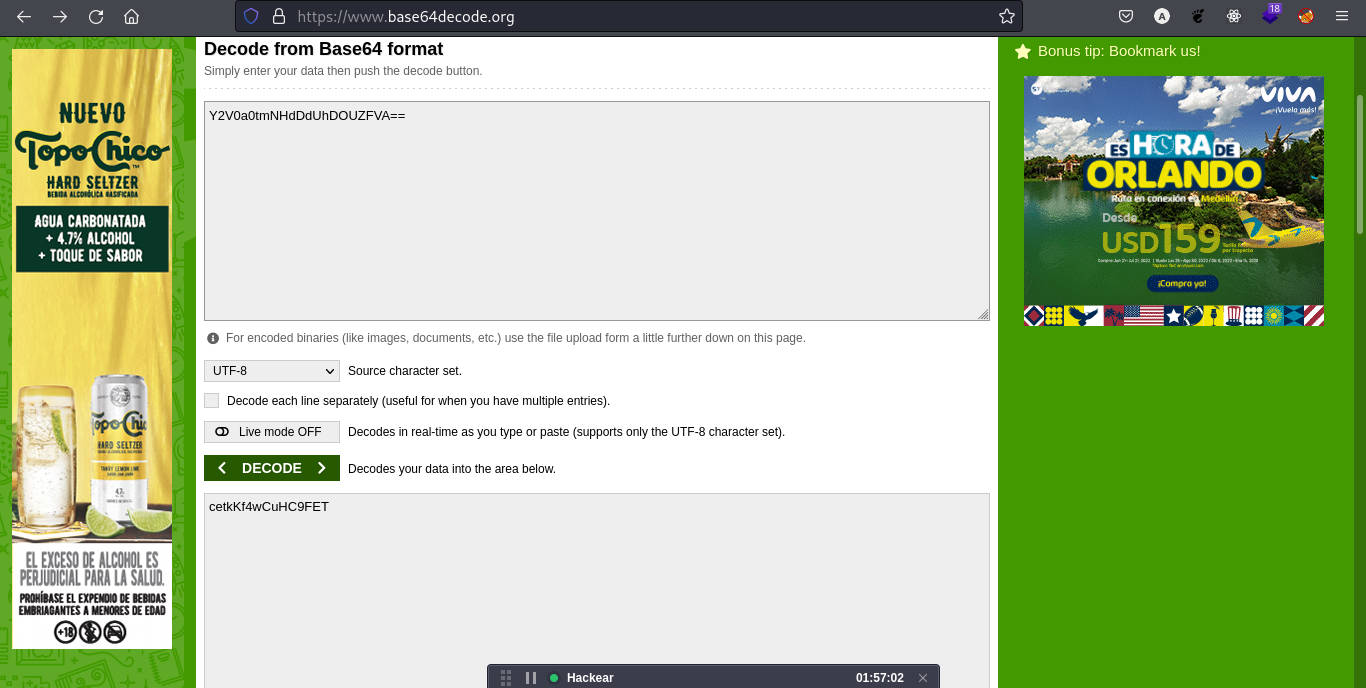 https://www.base64decode.org
18
Decode from Base64 format
Simply enter your data then push the decode button.
Y2V0a0tmNHdDdUhDOUZFVA==
For encoded binaries (like images, documents, etc.) use the file upload form a little further down on this page.
UTF-8
Source character set.
Decode each line separately (useful for when you have multiple entries).
Live mode OFF
Decodes in real-time as you type or paste (supports only the UTF-8 character set).
< DECODE >
Decodes your data into the area below.
cetkKf4wCuHC9FET
Hackear
01:57:02
NUEVO
Topo Chico
HARD SELTZER
BEBIDA ALCOHÓLICA GASIFICADA
AGUA CARBONATADA
+ 4.7% ALCOHOL
+ TOQUE DE SABOR
Topo Chic
HARD SELTZER
TANGY LEMON LIME
EL EXCESO DE ALCOHOL ES
PERJUDICIAL PARA LA SALUD.
PROHÍBASE EL EXPENDIO DE BEBIDAS
EMBRIAGANTES A MENORES DE EDAD
+18
Bonus tip: Bookmark us!
VIVA
¡Vuela más!
ES HORA DE
ORLANDO
Ruta en conexión en Medellín
Desde
USD159
¡Compra ya!